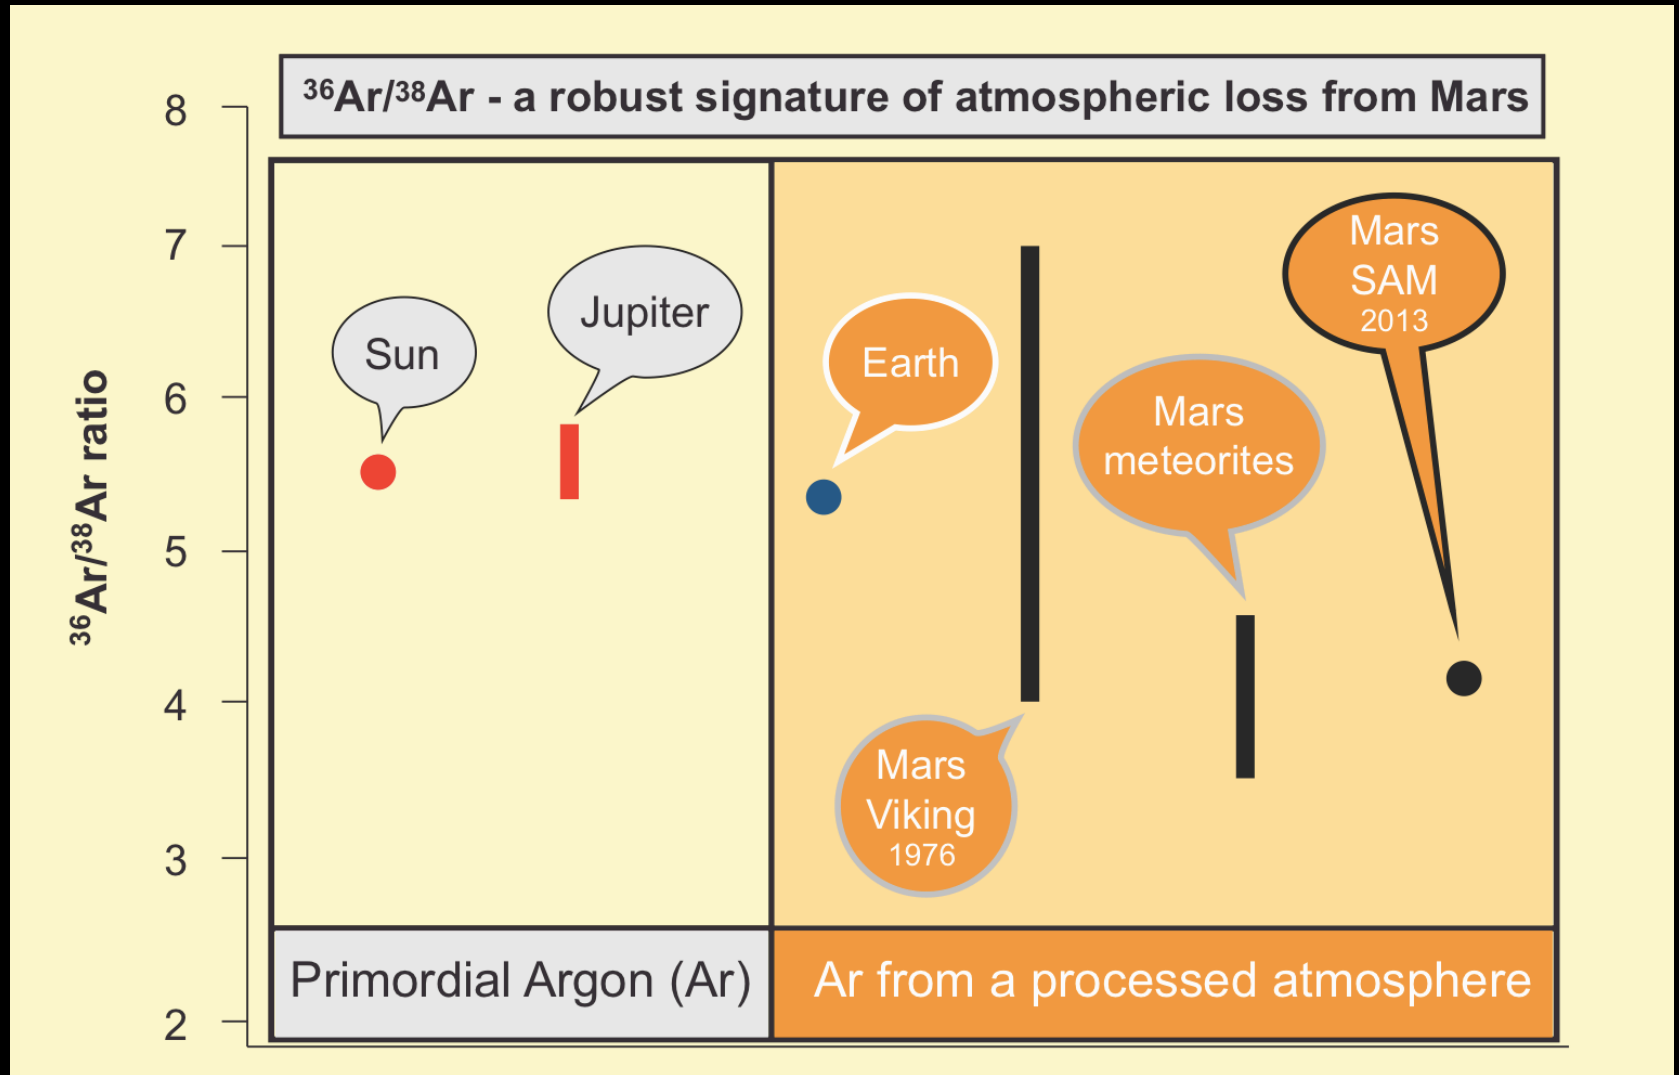 ³⁶Ar/³⁸Ar - a robust signature of atmospheric loss from Mars
8
7
6
5
4
3
2
³⁶Ar/³⁸Ar ratio
Sun
Jupiter
Earth
Mars
Viking
1976
Mars
meteorites
Mars
SAM
2013
Primordial Argon (Ar)
Ar from a processed atmosphere